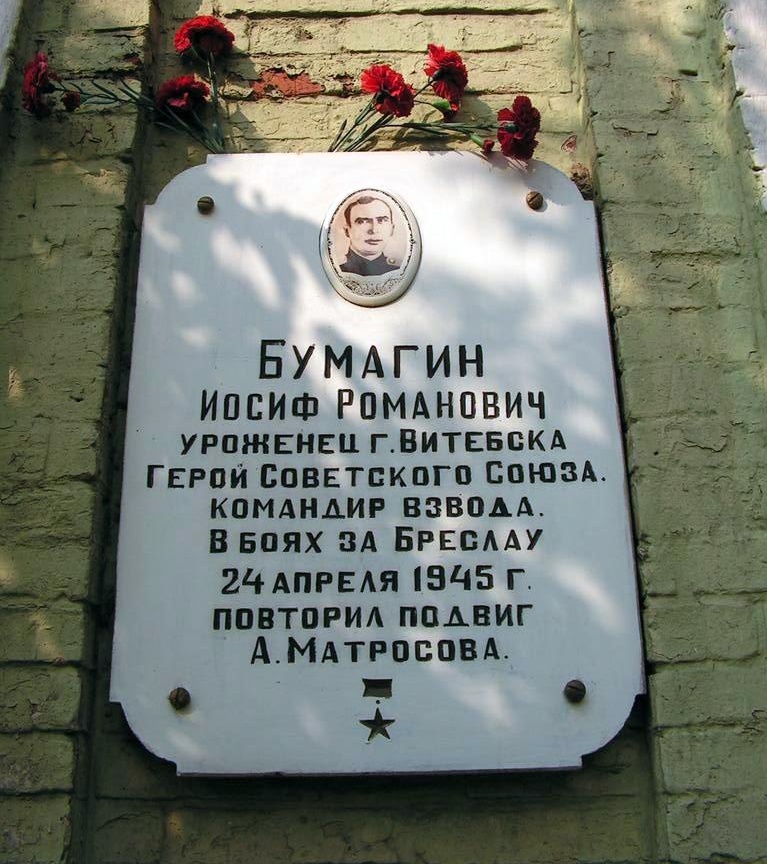 БУМАГИН
ИОСИФ РОМАНОВИЧ
УРОЖЕНЕЦ Г. ВИТЕБСКА
ГЕРОЙ СОВЕТСКОГО СОЮЗА.
КОМАНДИР ВЗВОДА.
В БОЯХ ЗА БРЕСЛАУ
24 АПРЕЛЯ 1945 Г.
ПОВТОРИЛ ПОДВИГ
А. МАТРОСОВА.